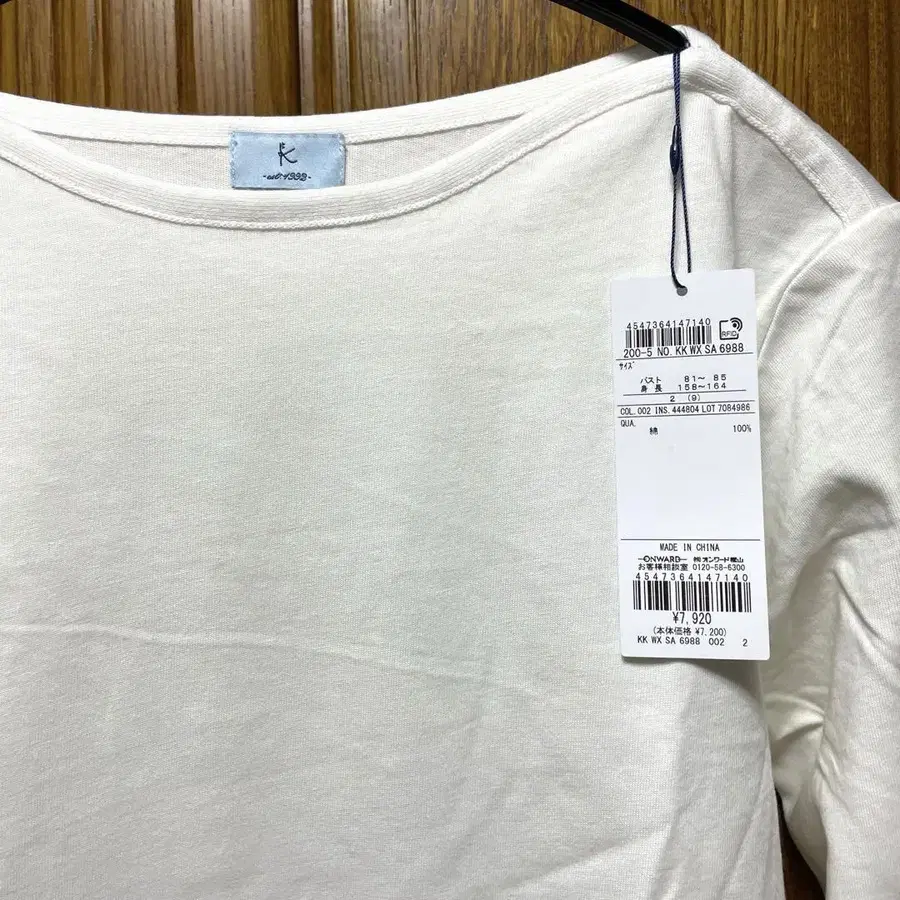 K
-est.1992-
4547364147140
RFID
200-5 NO. KK WX SA 6988
サイズ
バスト 81～ 85
身長 158～164
2 (9)
COL. 002 INS. 444804 LOT 7084986
QUA.
綿 100%
MADE IN CHINA
ONWARD ㈱オンワード樫山
お客様相談室 0120-58-6300
4547364147140
¥7,920
(本体価格 ¥7,200)
KK WX SA 6988 002 2